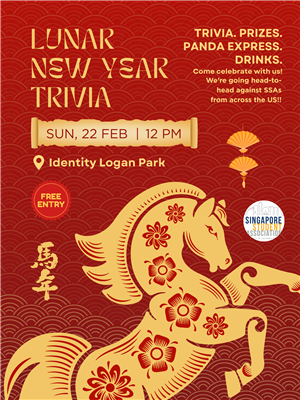 LUNAR
NEW YEAR
TRIVIA
TRIVIA. PRIZES.
PANDA EXPRESS.
DRINKS.
Come celebrate with us!
We're going head-to-
head against SSAs
from across the US!!
SUN, 22 FEB | 12 PM
Identity Logan Park
FREE
ENTRY
SINGAPORE
STUDENT
ASSOCIATION
馬
年